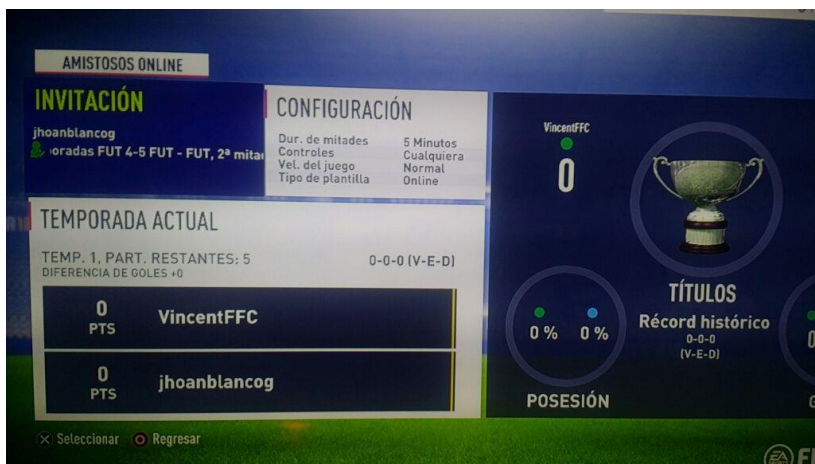 AMISTOSOS ONLINE
INVITACIÓN
jhoanblancog
oradas FUT 4-5 FUT - FUT, 2ª mita
CONFIGURACIÓN
Dur. de mitades 5 Minutos
Controles Cualquiera
Vel. del juego Normal
Tipo de plantilla Online
TEMPORADA ACTUAL
TEMP. 1, PART. RESTANTES: 5 0-0-0 (V-E-D)
DIFERENCIA DE GOLES +0
0 PTS VincentFFC
0 PTS jhoanblancog
VincentFFC
0
TÍTULOS
Récord histórico
0-0-0
(V-E-D)
0 % 0 %
POSESIÓN
Seleccionar Regresar
EA SPORTS